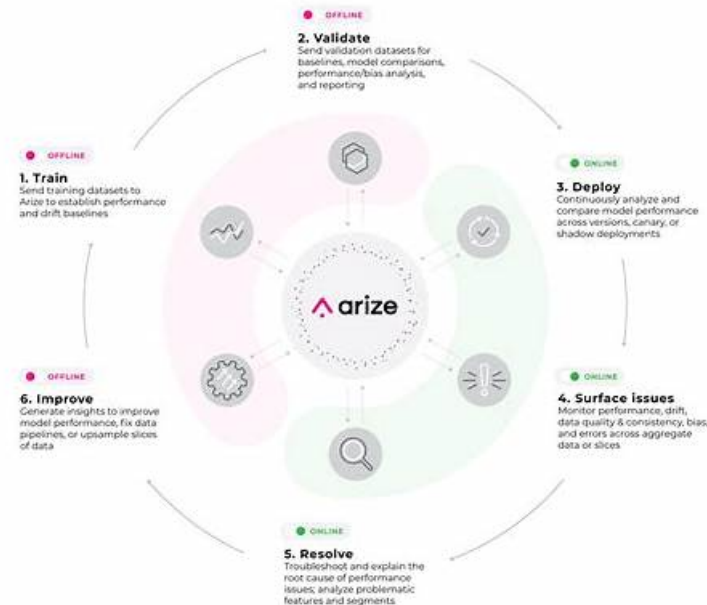 OFFLINE
2. Validate
Send validation datasets for
baselines, model comparisons,
performance/bias analysis,
and reporting
OFFLINE
1. Train
Send training datasets to
Arize to establish performance
and drift baselines
ONLINE
3. Deploy
Continuously analyze and
compare model performance
across versions, canary, or
shadow deployments
arize
OFFLINE
6. Improve
Generate insights to improve
model performance, fix data
pipelines, or upsample slices
of data
ONLINE
4. Surface issues
Monitor performance, drift,
data quality & consistency, bias,
and errors across aggregate
data or slices
ONLINE
5. Resolve
Troubleshoot and explain the
root cause of performance
issues; analyze problematic
features and segments